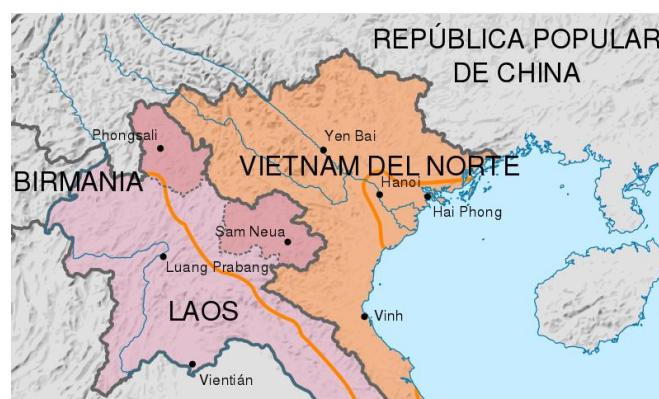 REPÚBLICA POPULAR
DE CHINA
Phongsali
Yen Bai
VIETNAM DEL NORTE
BIRMANIA
Hanoi
Hai Phong
Sam Neua
Luang Prabang
LAOS
Vinh
Vientián